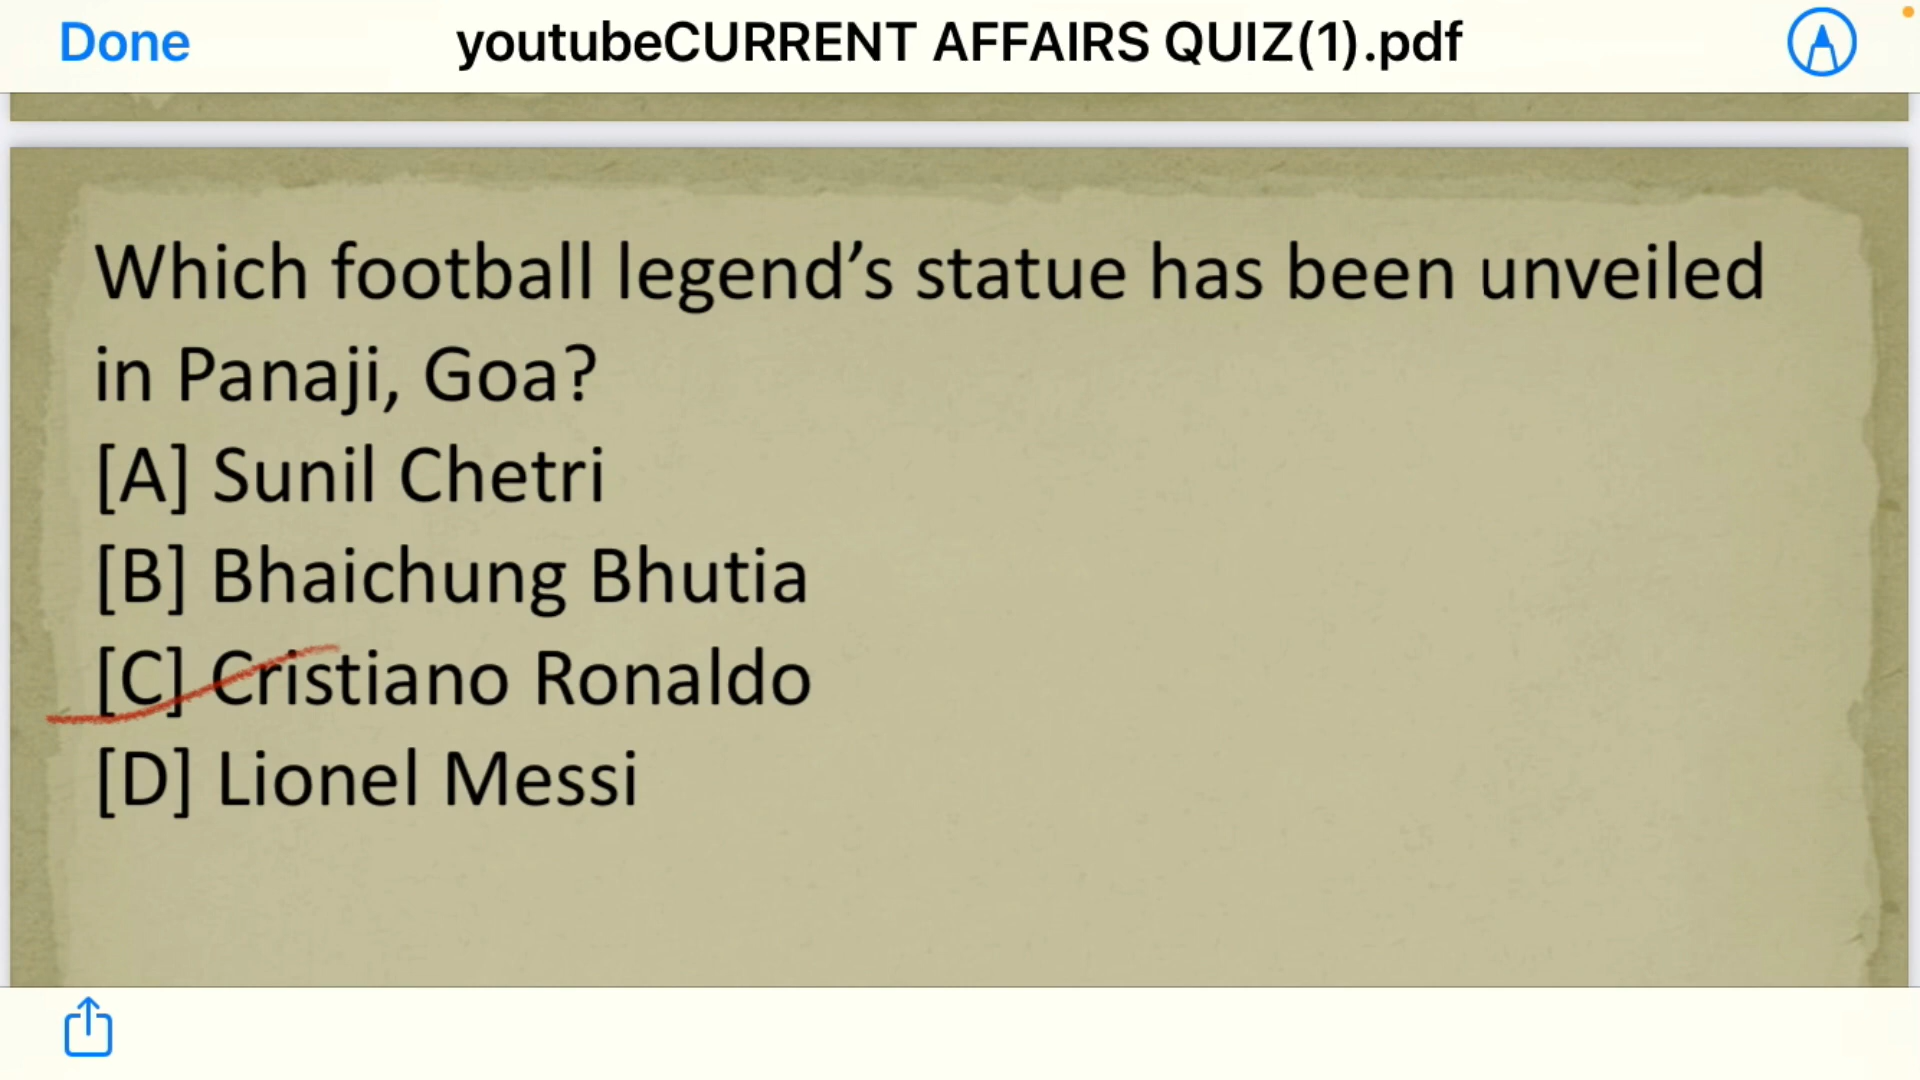 Done
youtubeCURRENT AFFAIRS QUIZ(1).pdf
Which football legend’s statue has been unveiled
in Panaji, Goa?
[A] Sunil Chetri
[B] Bhaichung Bhutia
[C] Cristiano Ronaldo
[D] Lionel Messi